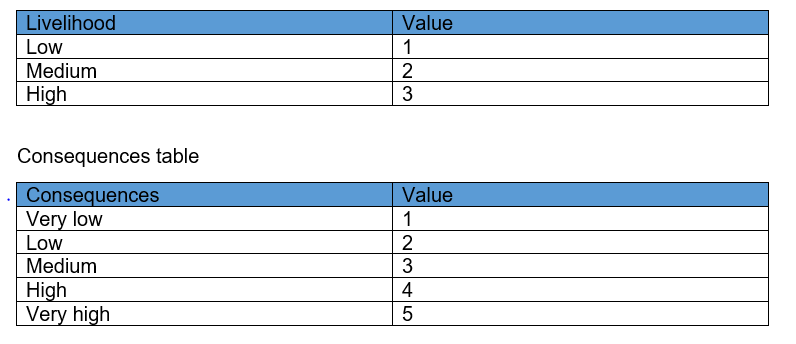 Livelihood Value
Low 1
Medium 2
High 3
Consequences table
Consequences Value
Very low 1
Low 2
Medium 3
High 4
Very high 5